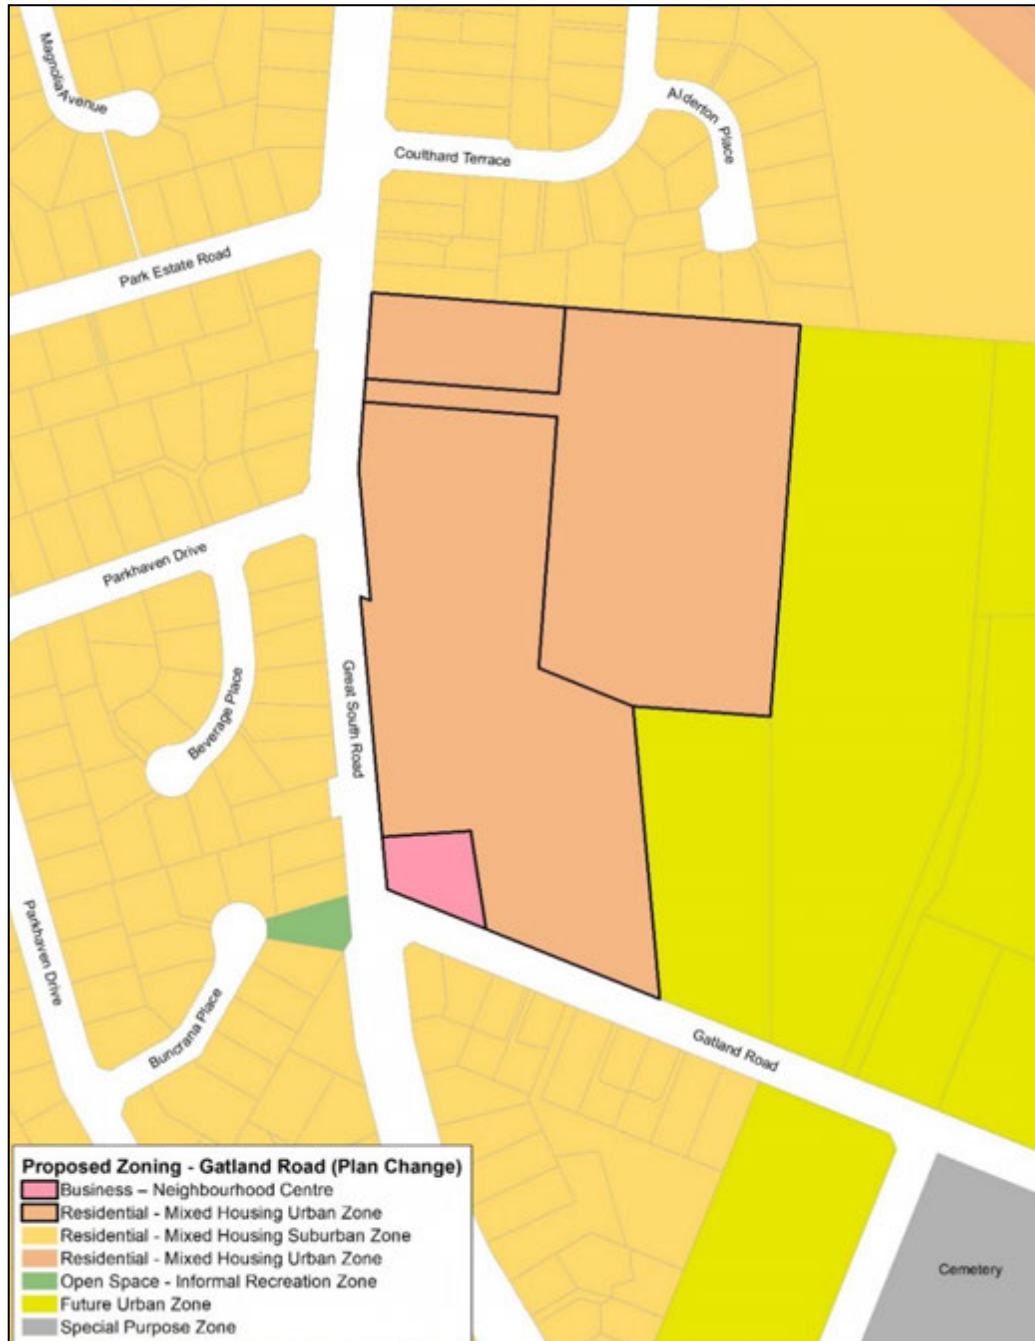 Magnolia Avenue
Alderton Place
Coulthard Terrace
Park Estate Road
Parkhaven Drive
Beverage Place
Great South Road
Parkhaven Drive
Buncrana Place
Gatland Road
Cemetery
Proposed Zoning - Gatland Road (Plan Change)
Business – Neighbourhood Centre
Residential - Mixed Housing Urban Zone
Residential - Mixed Housing Suburban Zone
Residential - Mixed Housing Urban Zone
Open Space - Informal Recreation Zone
Future Urban Zone
Special Purpose Zone